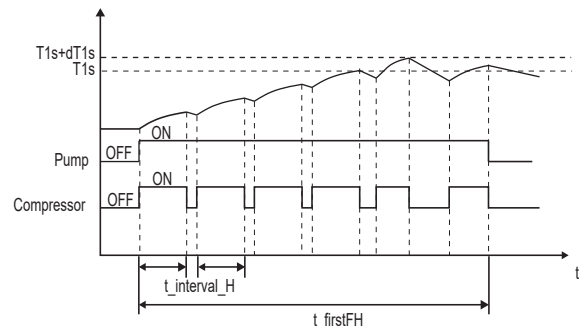 T1s+dT1s
T1s
ON
Pump
OFF
ON
Compressor
OFF
t
t_interval_H
t_firstFH